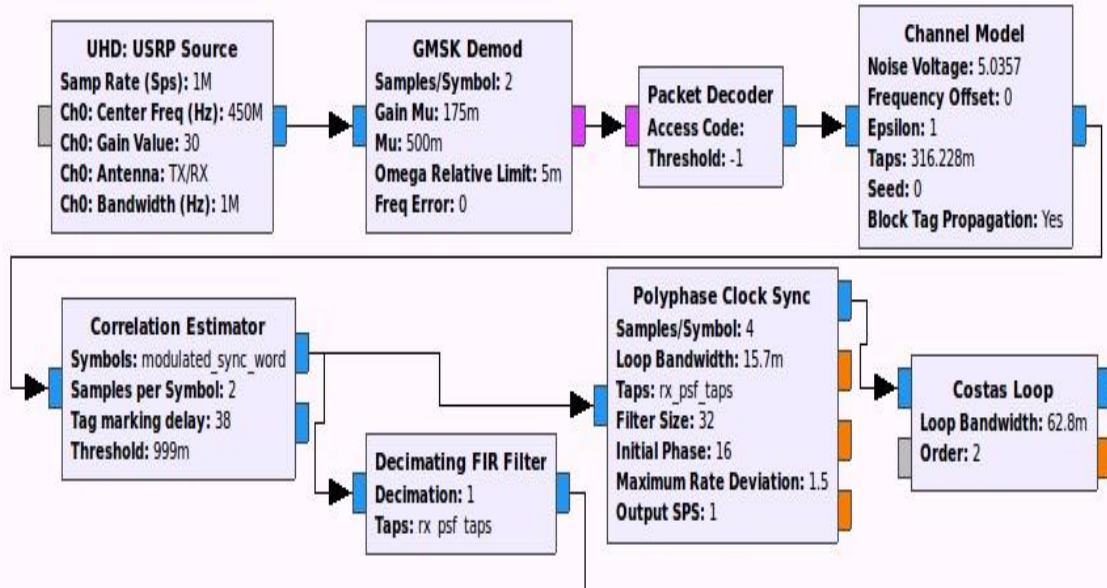 UHD: USRP Source
Samp Rate (Sps): 1M
Ch0: Center Freq (Hz): 450M
Ch0: Gain Value: 30
Ch0: Antenna: TX/RX
Ch0: Bandwidth (Hz): 1M
GMSK Demod
Samples/Symbol: 2
Gain Mu: 175m
Mu: 500m
Omega Relative Limit: 5m
Freq Error: 0
Packet Decoder
Access Code:
Threshold: -1
Channel Model
Noise Voltage: 5.0357
Frequency Offset: 0
Epsilon: 1
Taps: 316.228m
Seed: 0
Block Tag Propagation: Yes
Correlation Estimator
Symbols: modulated_sync_word
Samples per Symbol: 2
Tag marking delay: 38
Threshold: 999m
Decimating FIR Filter
Decimation: 1
Taps: rx_psf_taps
Polyphase Clock Sync
Samples/Symbol: 4
Loop Bandwidth: 15.7m
Taps: rx_psf_taps
Filter Size: 32
Initial Phase: 16
Maximum Rate Deviation: 1.5
Output SPS: 1
Costas Loop
Loop Bandwidth: 62.8m
Order: 2